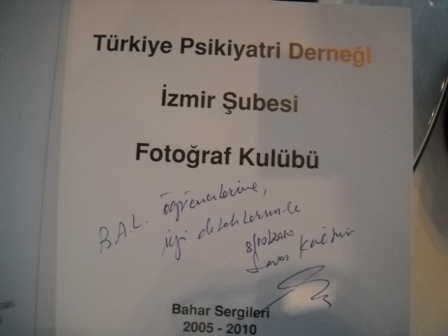 Türkiye Psikiyatri Derneği
İzmir Şubesi
Fotoğraf Kulübü
B.A.L. öğrencilerine,
iyi dileklerimle
8/10/2010
Bahar Sergileri
2005 - 2010